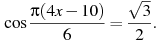 cos π(4x − 10)/6 = √3/2.